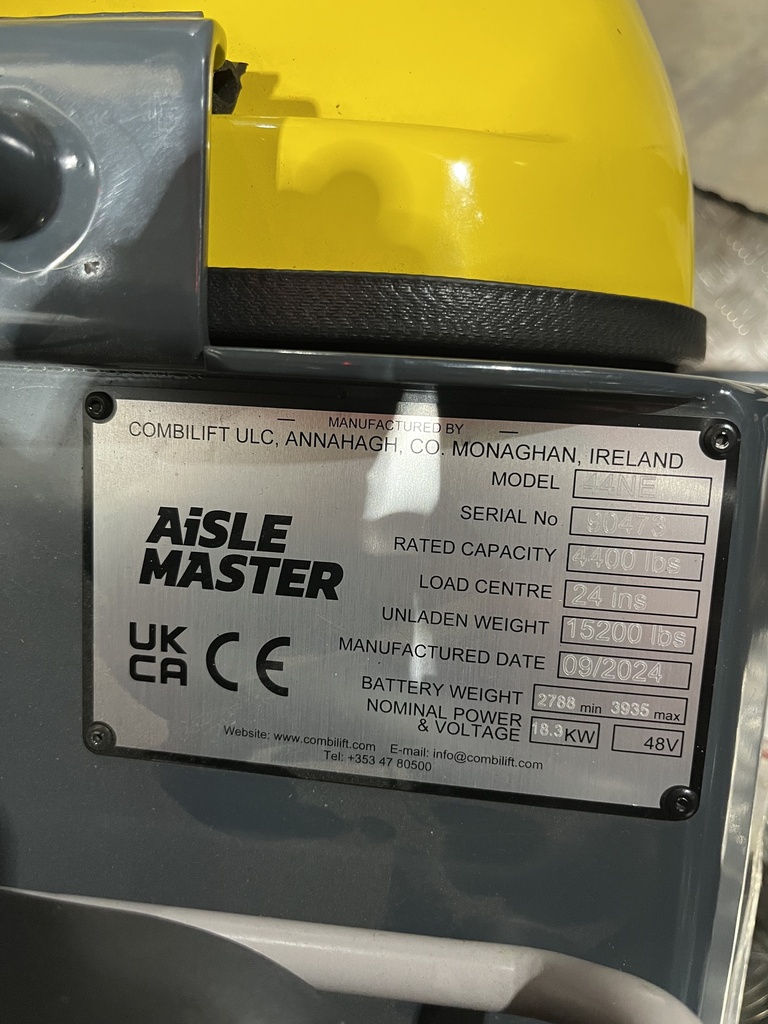 MANUFACTURED BY
COMBILIFT ULC, ANNAHAGH, CO. MONAGHAN, IRELAND
MODEL 44NE
SERIAL No 90473
RATED CAPACITY 4400 lbs
LOAD CENTRE 24 ins
UNLADEN WEIGHT 15200 lbs
MANUFACTURED DATE 09/2024
BATTERY WEIGHT 2788 min 3935 max
NOMINAL POWER
& VOLTAGE 18.3 KW 48V
AiSLE
MASTER
UK
CA CE
Website: www.combilift.com E-mail: info@combilift.com
Tel: +353 47 80500